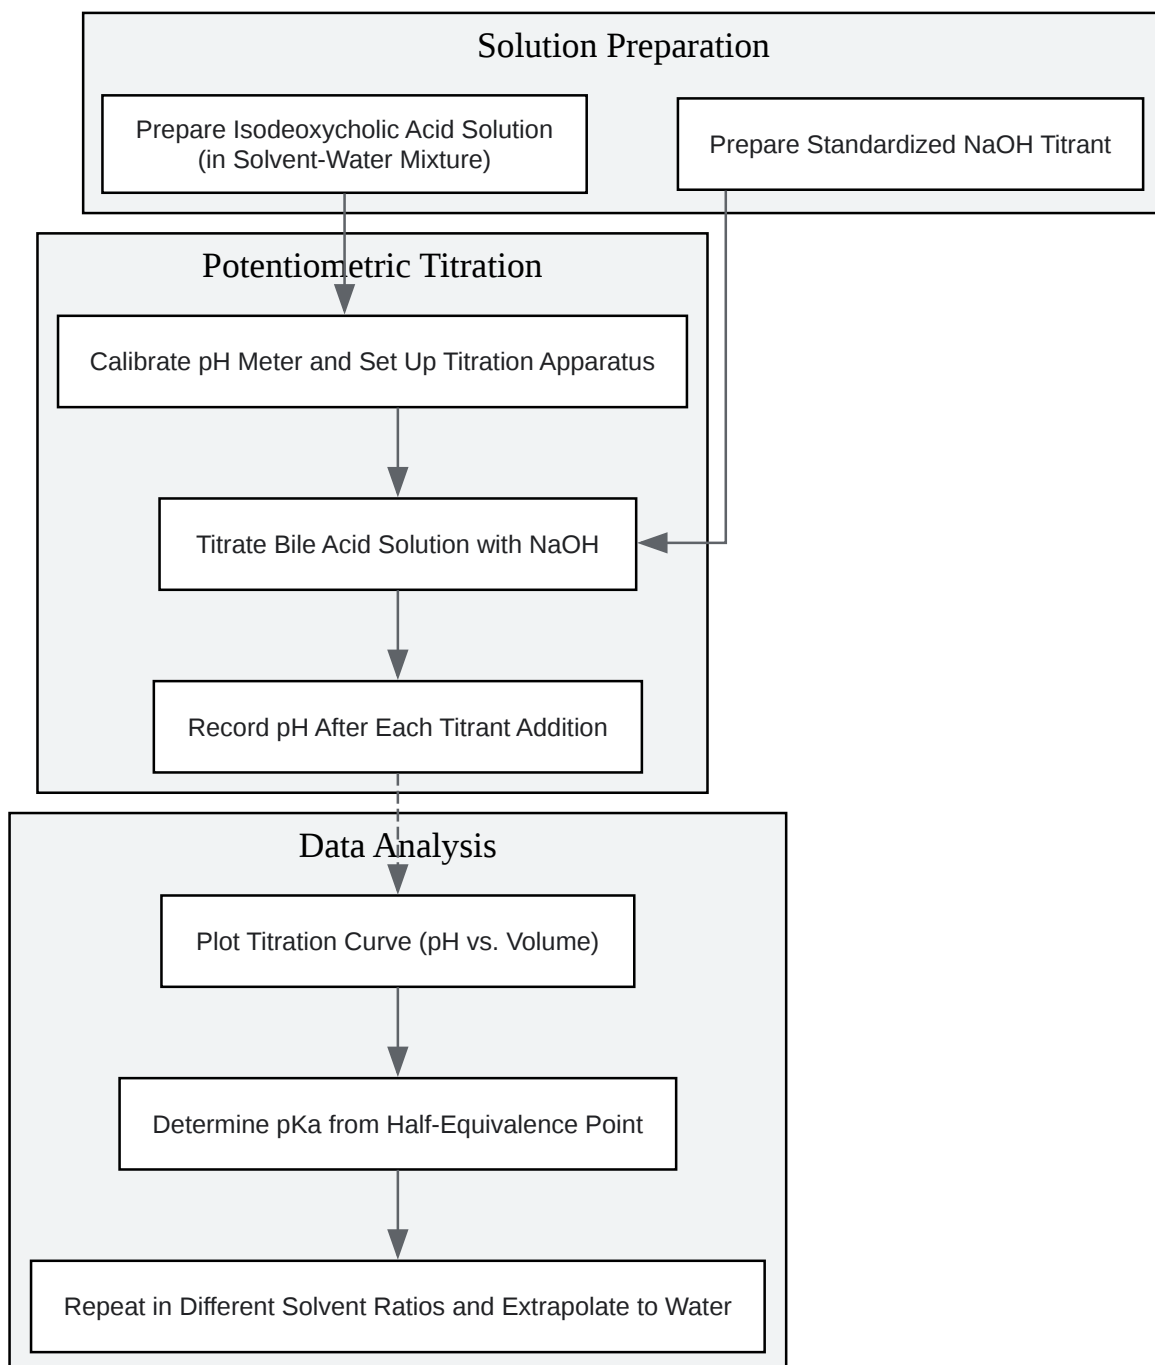 Solution Preparation
Prepare Isodeoxycholic Acid Solution
(in Solvent-Water Mixture)
Prepare Standardized NaOH Titrant
Potentiometric Titration
Calibrate pH Meter and Set Up Titration Apparatus
Titrate Bile Acid Solution with NaOH
Record pH After Each Titrant Addition
Data Analysis
Plot Titration Curve (pH vs. Volume)
Determine pKa from Half-Equivalence Point
Repeat in Different Solvent Ratios and Extrapolate to Water